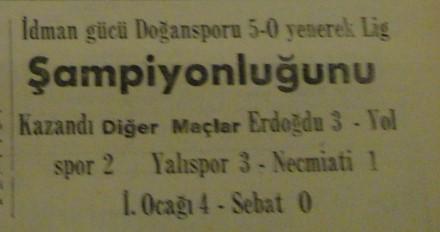 İdman gücü Doğansporu 5-0 yenerek Lig
Şampiyonluğunu
Kazandı Diğer Maçlar Erdoğdu 3 - Yol
spor 2 Yalıspor 3 - Necmiati 1
İ. Ocağı 4 - Sebat 0